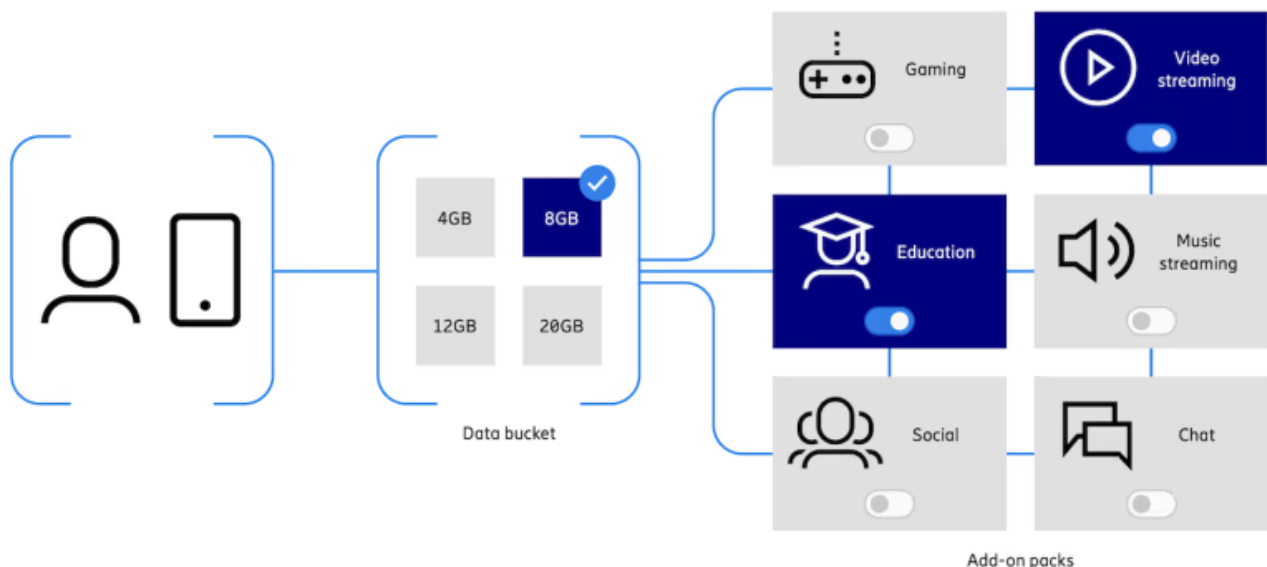 Gaming
Video
streaming
4GB
8GB
Education
Music
streaming
12GB
20GB
Data bucket
Social
Chat
Add-on packs